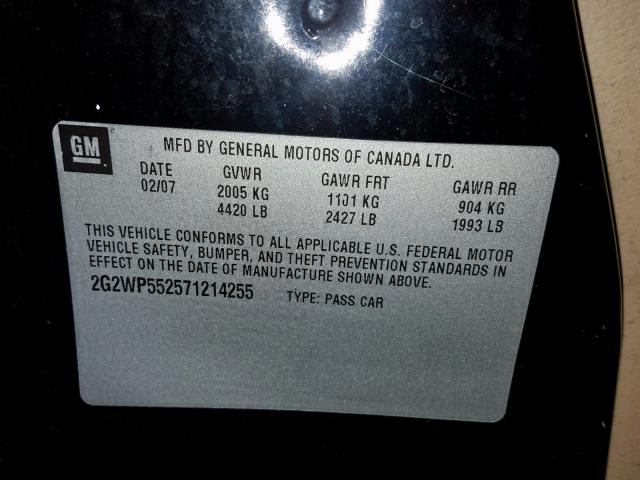 GM
MFD BY GENERAL MOTORS OF CANADA LTD.
DATE GVWR GAWR FRT GAWR RR
02/07 2005 KG 1101 KG 904 KG
4420 LB 2427 LB 1993 LB
THIS VEHICLE CONFORMS TO ALL APPLICABLE U.S. FEDERAL MOTOR
VEHICLE SAFETY, BUMPER, AND THEFT PREVENTION STANDARDS IN
EFFECT ON THE DATE OF MANUFACTURE SHOWN ABOVE.
2G2WP552571214255 TYPE: PASS CAR